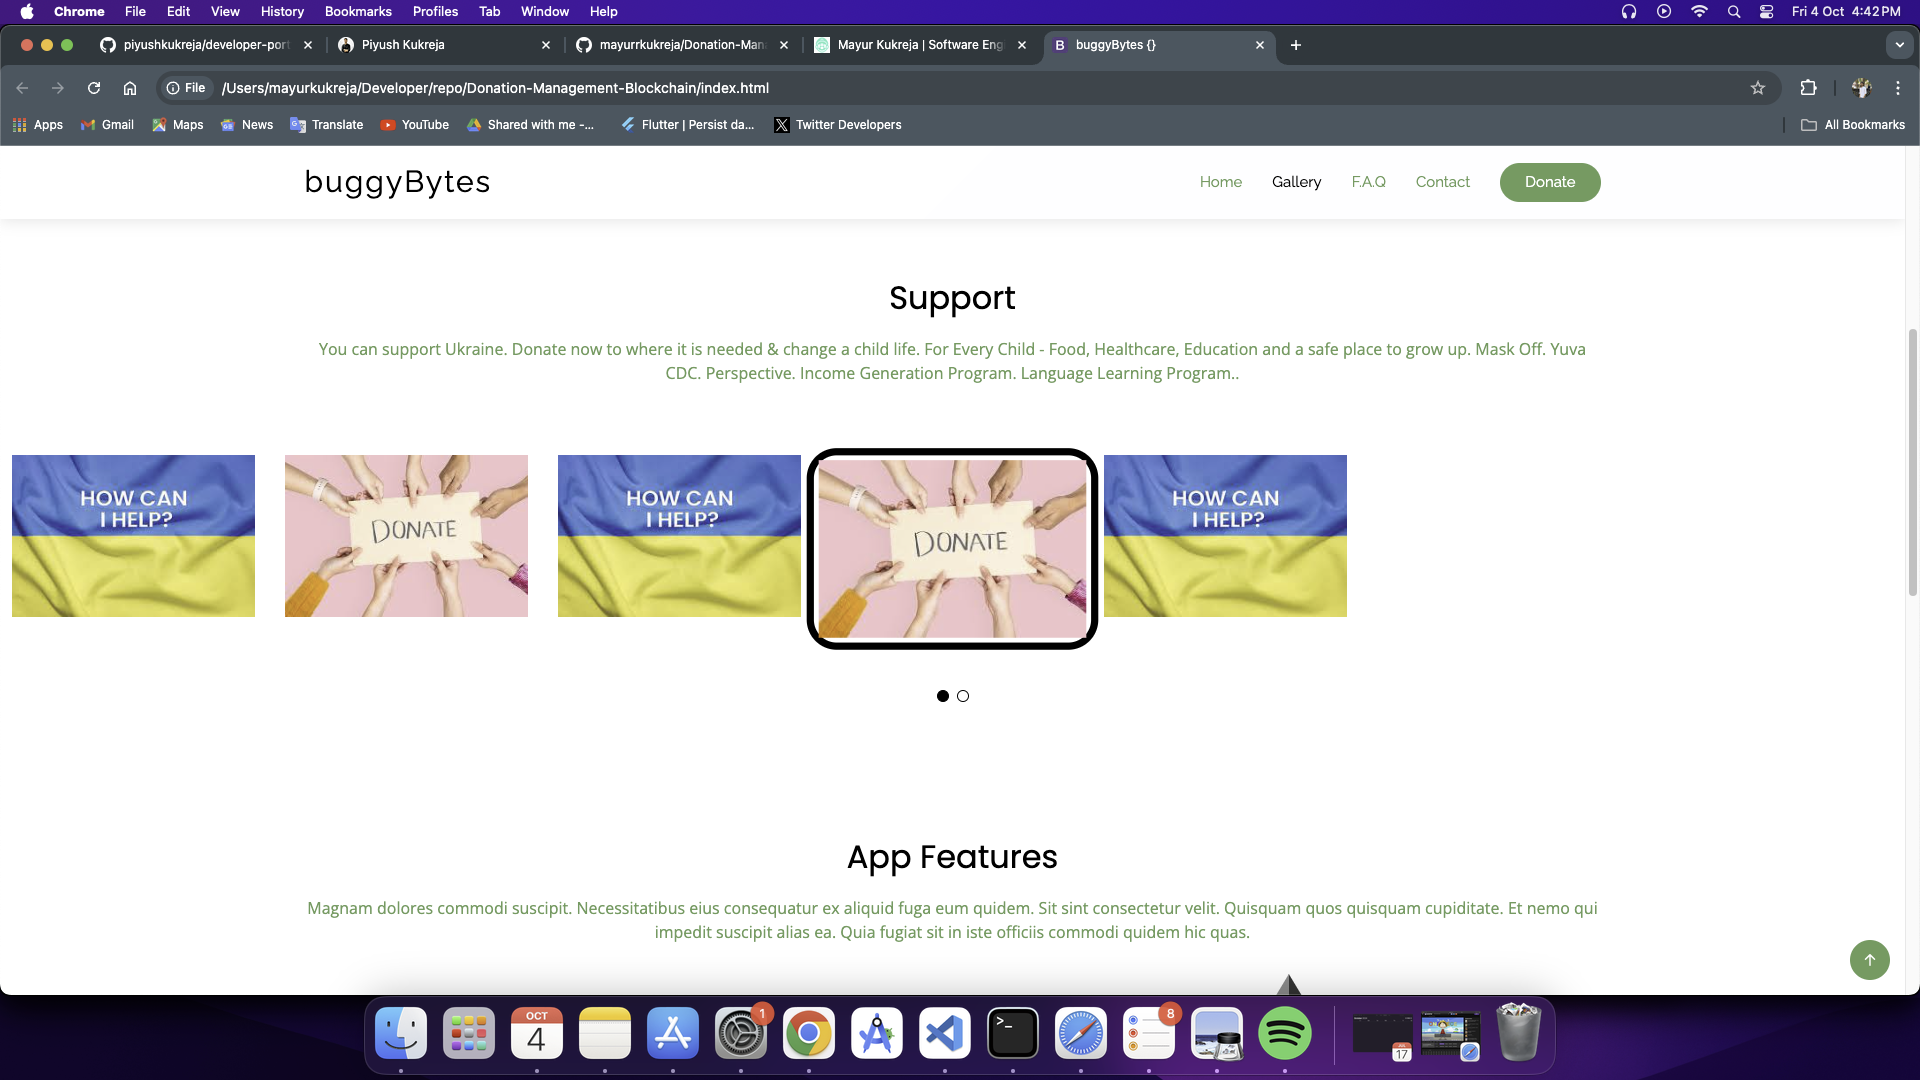 Chrome File Edit View History Bookmarks Profiles Tab Window Help Fri 4 Oct 4:42 PM
piyushkukreja/developer-port Piyush Kukreja mayurrkukreja/Donation-Man Mayur Kukreja | Software Eng B buggyBytes {}
File /Users/mayurkukreja/Developer/repo/Donation-Management-Blockchain/index.html
Apps Gmail Maps News Translate YouTube Shared with me -... Flutter | Persist da... Twitter Developers All Bookmarks
buggyBytes Home Gallery F.A.Q Contact Donate
Support
You can support Ukraine. Donate now to where it is needed & change a child life. For Every Child - Food, Healthcare, Education and a safe place to grow up. Mask Off. Yuva
CDC. Perspective. Income Generation Program. Language Learning Program..
HOW CAN
I HELP?
DONATE
HOW CAN
I HELP?
DONATE
HOW CAN
I HELP?
App Features
Magnam dolores commodi suscipit. Necessitatibus eius consequatur ex aliquid fuga eum quidem. Sit sint consectetur velit. Quisquam quos quisquam cupiditate. Et nemo qui
impedit suscipit alias ea. Quia fugiat sit in iste officiis commodi quidem hic quas.
OCT
4
1
>_
8
17